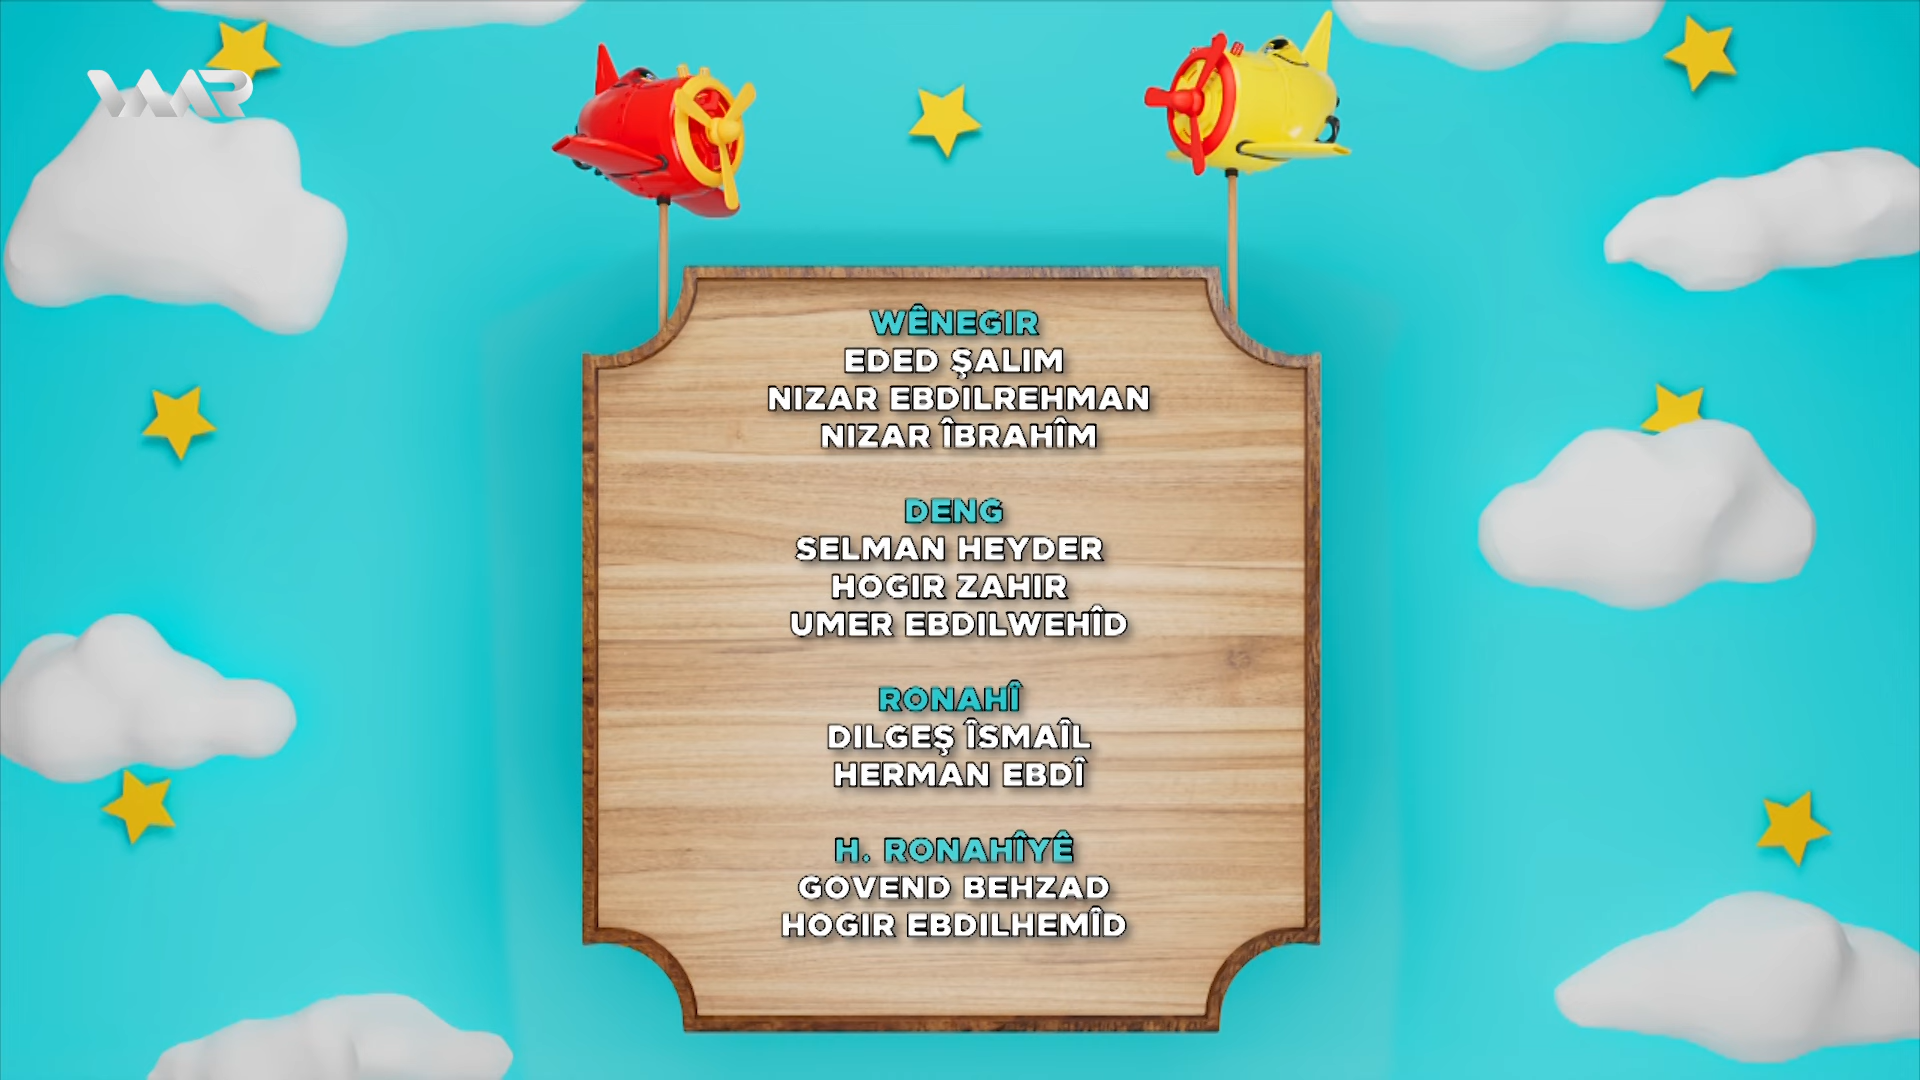 WAAR
WÊNEGIR
EDED ŞALIM
NIZAR EBDILREHMAN
NIZAR ÎBRAHÎM
DENG
SELMAN HEYDER
HOGIR ZAHIR
UMER EBDILWEHÎD
RONAHÎ
DILGEŞ ÎSMAÎL
HERMAN EBDÎ
H. RONAHÎYÊ
GOVEND BEHZAD
HOGIR EBDILHEMÎD